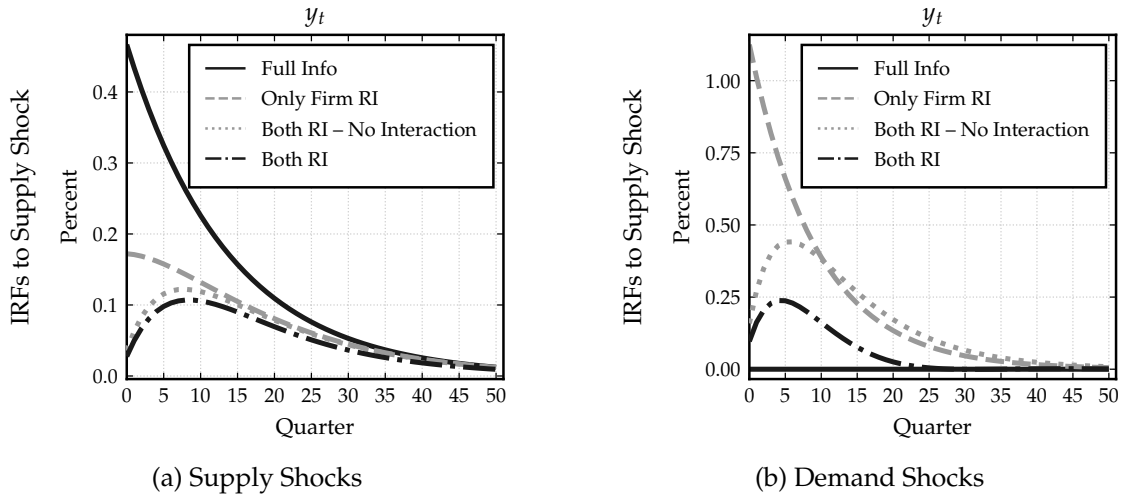 y_t
IRFs to Supply Shock
Percent
0.4
0.3
0.2
0.1
0.0
Full Info
Only Firm RI
Both RI – No Interaction
Both RI
0 5 10 15 20 25 30 35 40 45 50
Quarter
(a) Supply Shocks
y_t
IRFs to Supply Shock
Percent
1.00
0.75
0.50
0.25
0.00
Full Info
Only Firm RI
Both RI – No Interaction
Both RI
0 5 10 15 20 25 30 35 40 45 50
Quarter
(b) Demand Shocks